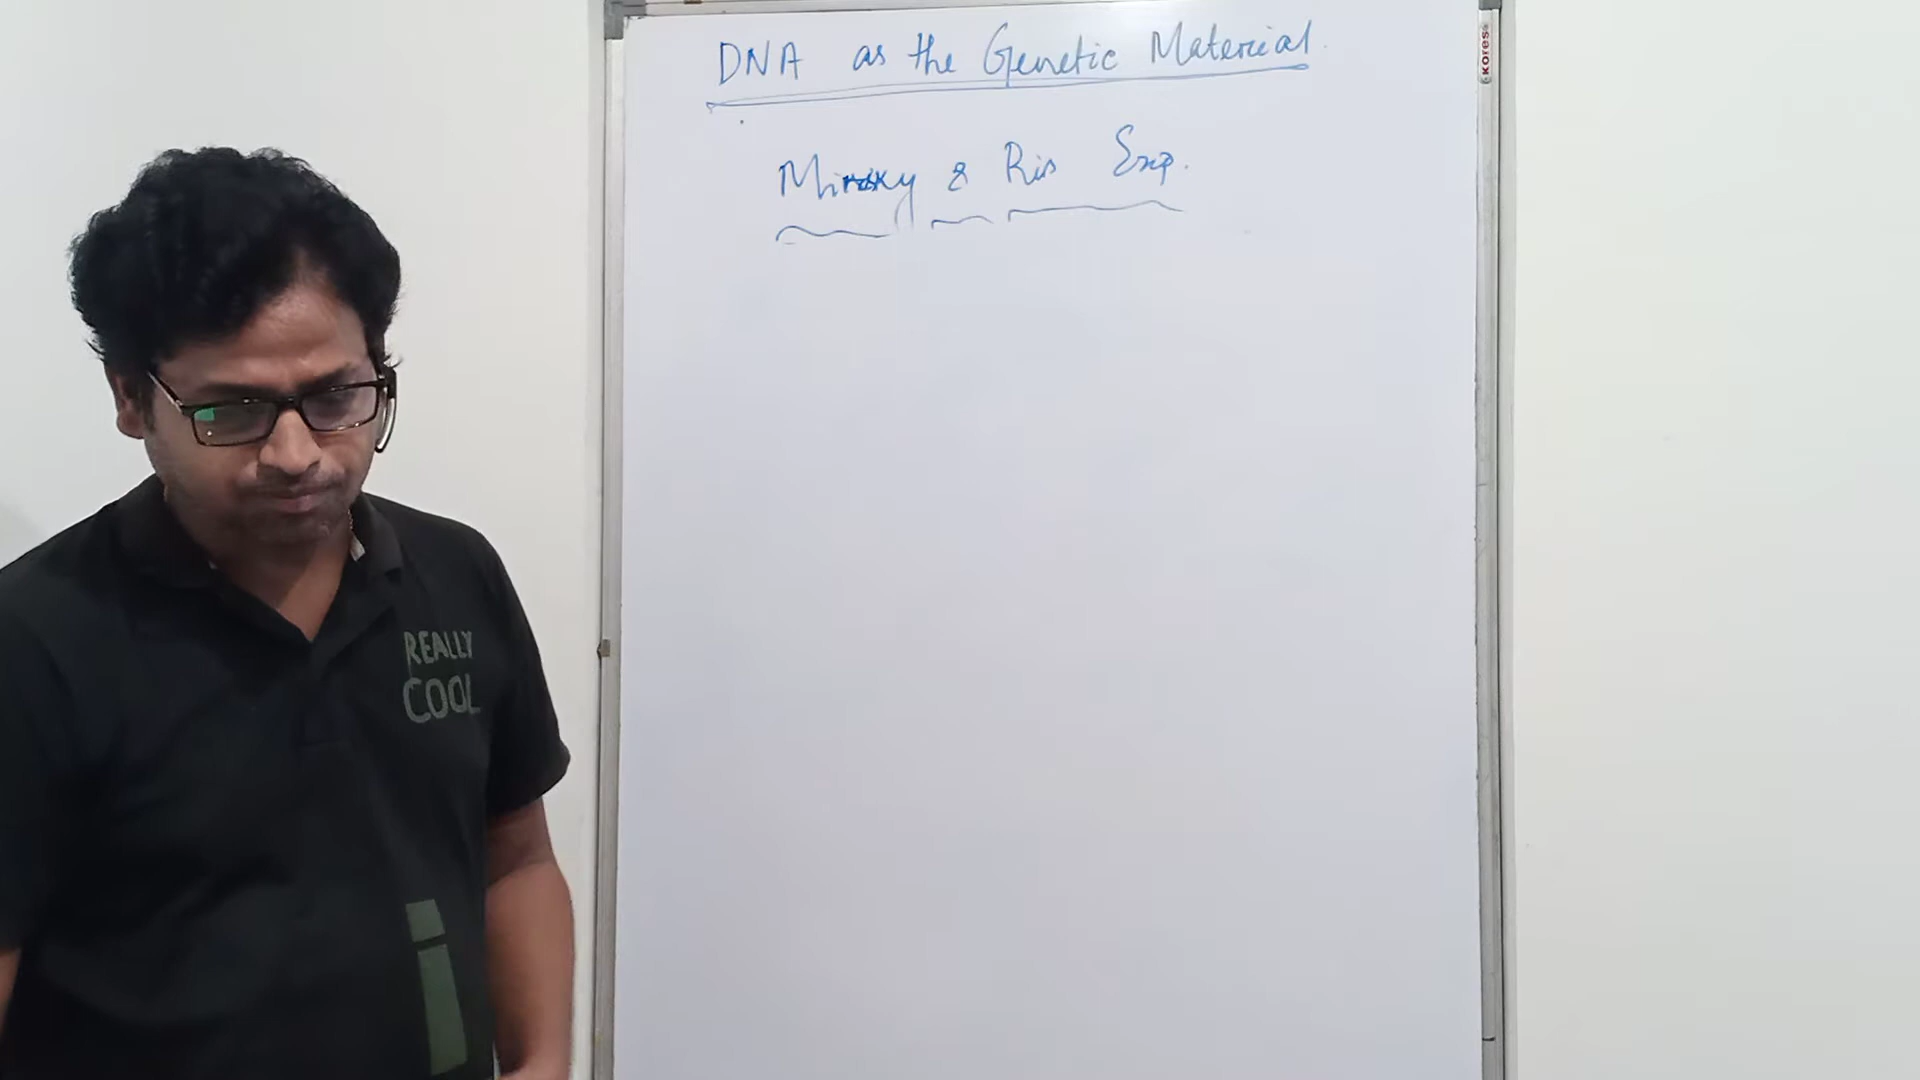 DNA as the Genetic Material.
Mirsky & Ris Exp.
KORES
REALLY
COOL
i